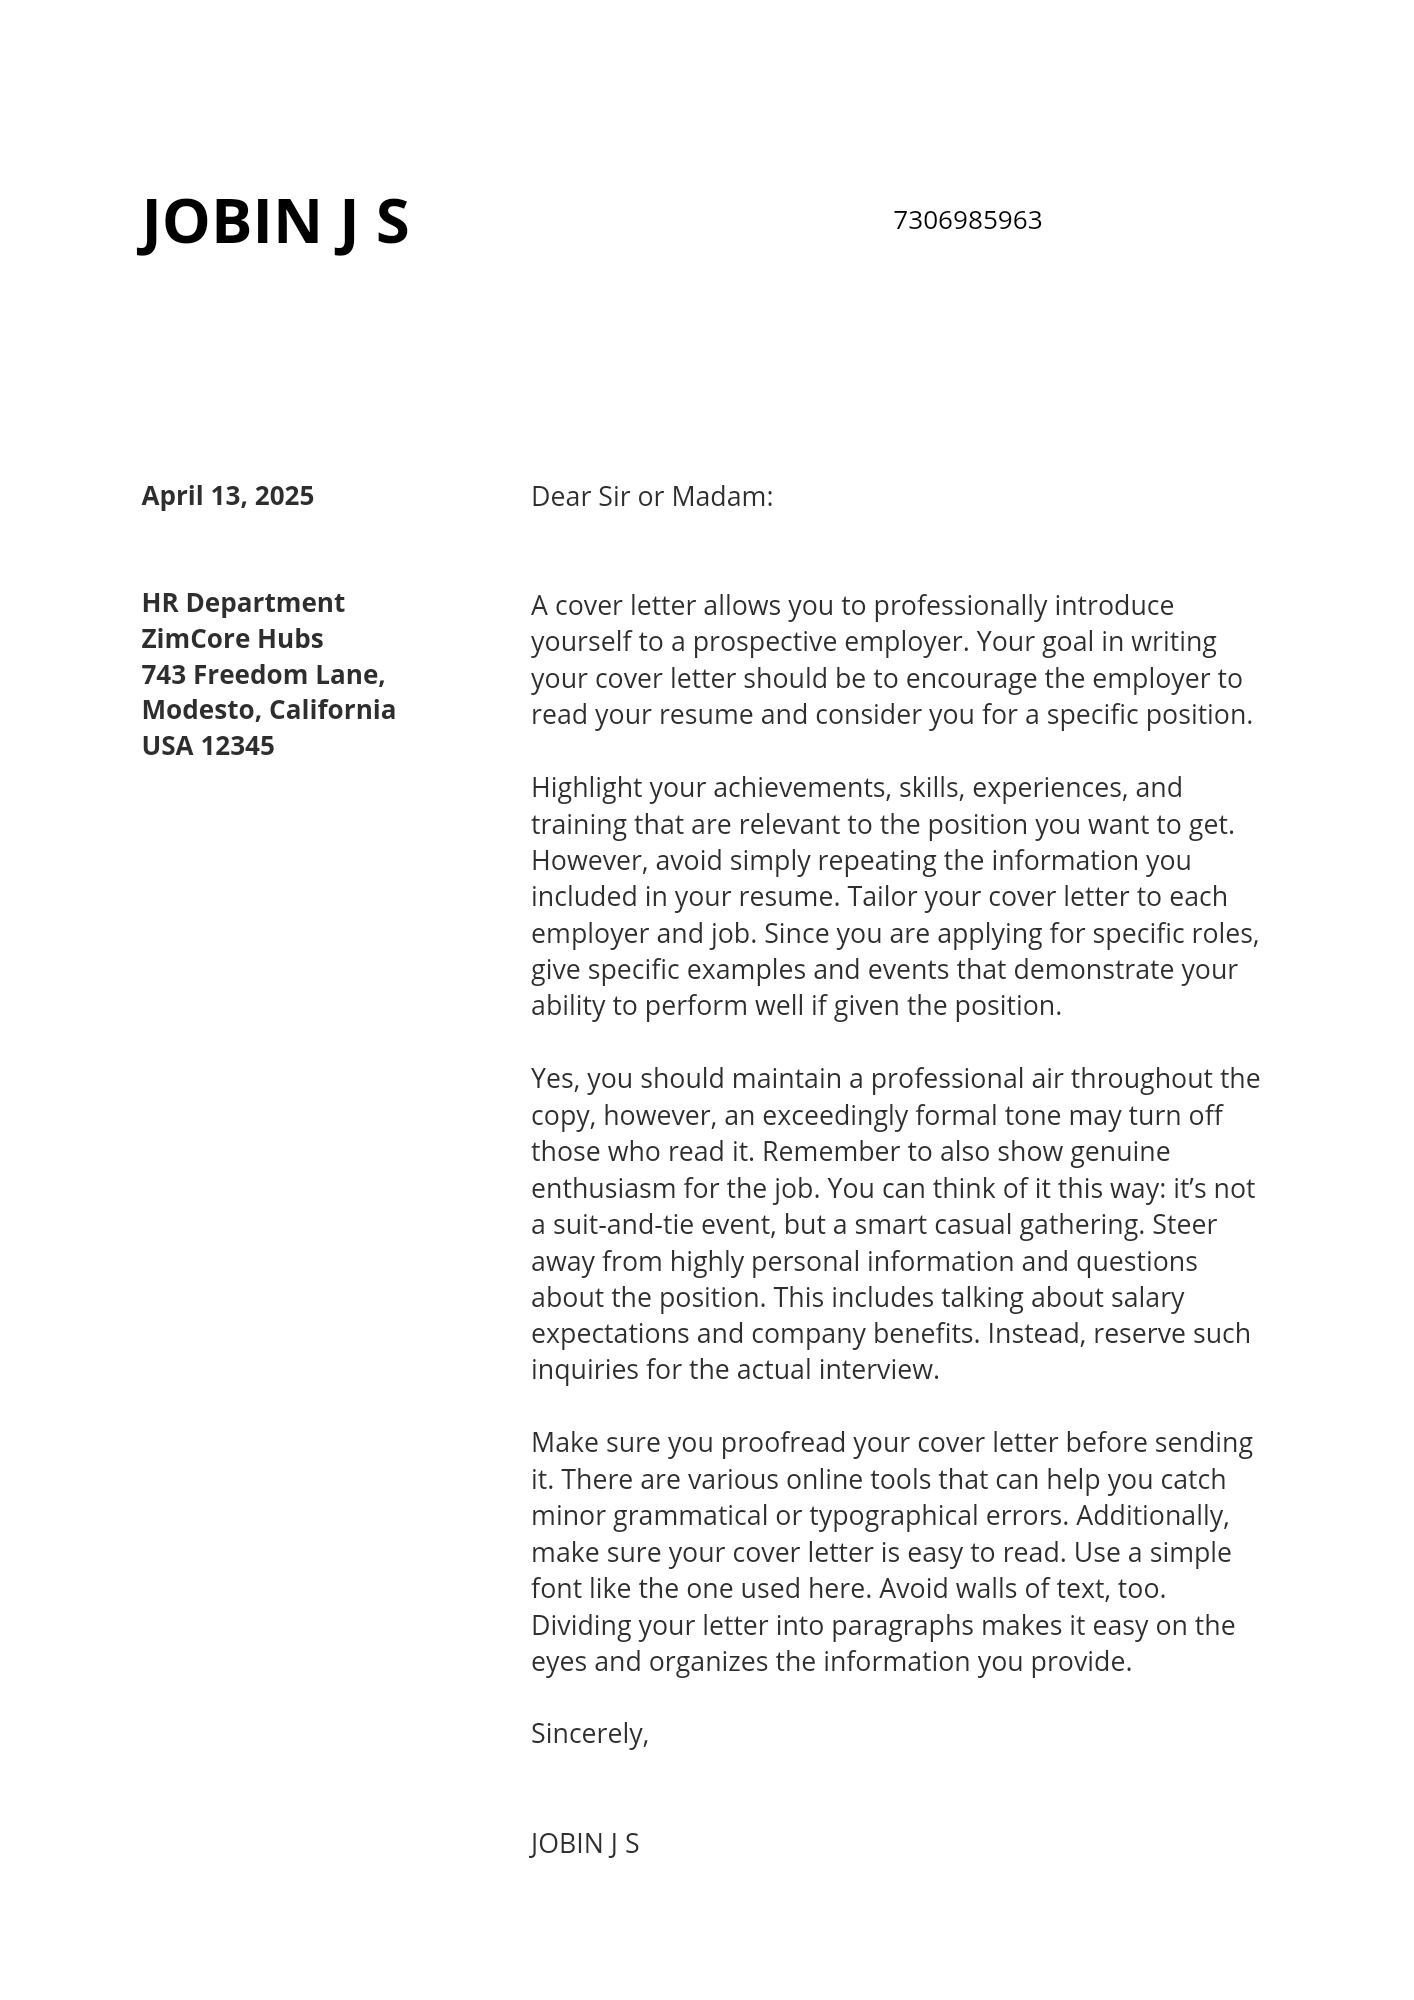 JOBIN J S
7306985963
April 13, 2025
HR Department
ZimCore Hubs
743 Freedom Lane,
Modesto, California
USA 12345
Dear Sir or Madam:
A cover letter allows you to professionally introduce
yourself to a prospective employer. Your goal in writing
your cover letter should be to encourage the employer to
read your resume and consider you for a specific position.
Highlight your achievements, skills, experiences, and
training that are relevant to the position you want to get.
However, avoid simply repeating the information you
included in your resume. Tailor your cover letter to each
employer and job. Since you are applying for specific roles,
give specific examples and events that demonstrate your
ability to perform well if given the position.
Yes, you should maintain a professional air throughout the
copy, however, an exceedingly formal tone may turn off
those who read it. Remember to also show genuine
enthusiasm for the job. You can think of it this way: it’s not
a suit-and-tie event, but a smart casual gathering. Steer
away from highly personal information and questions
about the position. This includes talking about salary
expectations and company benefits. Instead, reserve such
inquiries for the actual interview.
Make sure you proofread your cover letter before sending
it. There are various online tools that can help you catch
minor grammatical or typographical errors. Additionally,
make sure your cover letter is easy to read. Use a simple
font like the one used here. Avoid walls of text, too.
Dividing your letter into paragraphs makes it easy on the
eyes and organizes the information you provide.
Sincerely,
JOBIN J S